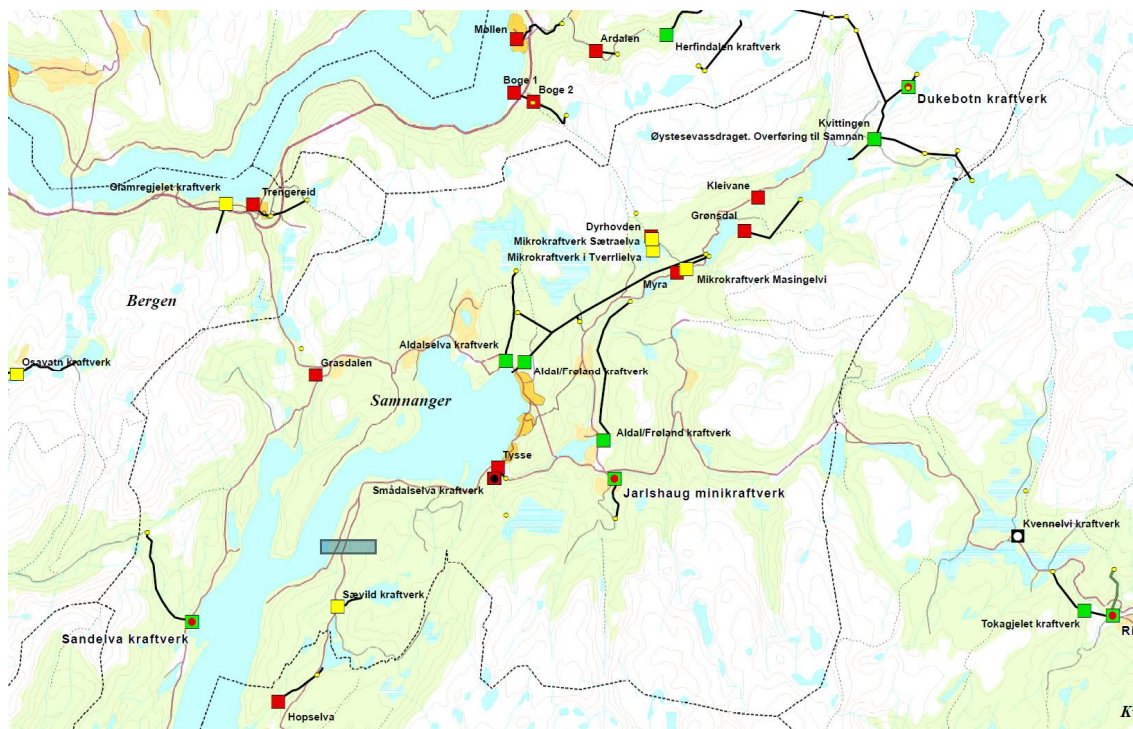 Møllen
Ardalen
Herfindalen kraftverk
Boge 1
Boge 2
Dukebotn kraftverk
Kvittingen
Øystesevassdraget. Overføring til Samnan
Glamregjelet kraftverk
Trengereid
Kleivane
Grønsdal
Dyrhovden
Mikrokraftverk Sætraelva
Mikrokraftverk i Tverrlielva
Myra
Mikrokraftverk Masingelvi
Bergen
Osavatn kraftverk
Grasdalen
Aldalselva kraftverk
Aldal/Frøland kraftverk
Samnanger
Aldal/Frøland kraftverk
Tysse
Smådalselva kraftverk
Jarlshaug minikraftverk
Kvennelvi kraftverk
Sævild kraftverk
Sandelva kraftverk
Tokagjelet kraftverk
Ri
Hopselva
K